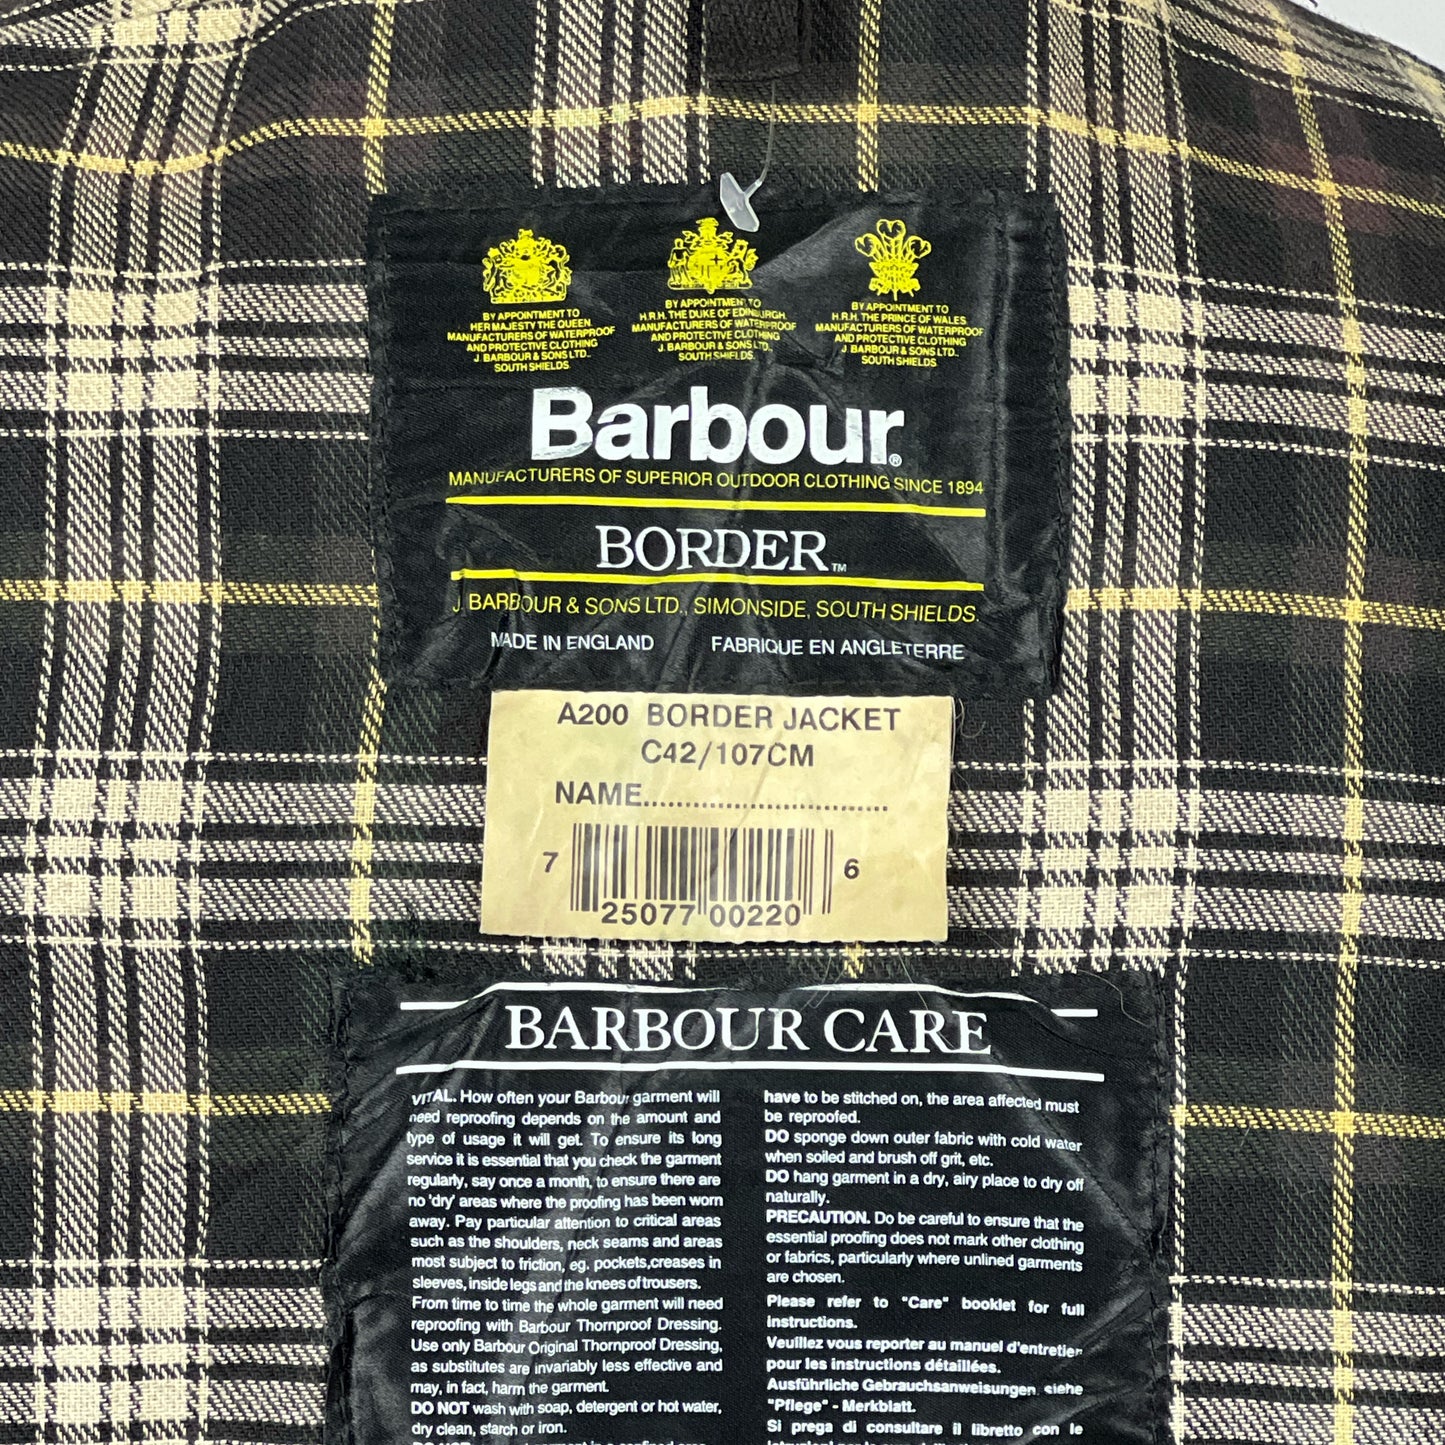 BY APPOINTMENT TO
HER MAJESTY THE QUEEN
MANUFACTURERS OF WATERPROOF
AND PROTECTIVE CLOTHING
J. BARBOUR & SONS LTD.,
SOUTH SHIELDS.
BY APPOINTMENT TO
H.R.H. THE DUKE OF EDINBURGH
MANUFACTURERS OF WATERPROOF
AND PROTECTIVE CLOTHING
J. BARBOUR & SONS LTD.,
SOUTH SHIELDS.
BY APPOINTMENT TO
H.R.H. THE PRINCE OF WALES
MANUFACTURERS OF WATERPROOF
AND PROTECTIVE CLOTHING
J. BARBOUR & SONS LTD.,
SOUTH SHIELDS
Barbour®
MANUFACTURERS OF SUPERIOR OUTDOOR CLOTHING SINCE 1894
BORDER™
J. BARBOUR & SONS LTD., SIMONSIDE, SOUTH SHIELDS.
MADE IN ENGLAND FABRIQUE EN ANGLETERRE
A200 BORDER JACKET
C42/107CM
NAME..............................
7 25077 00220 6
BARBOUR CARE
VITAL. How often your Barbour garment will
need reproofing depends on the amount and
type of usage it will get. To ensure its long
service it is essential that you check the garment
regularly, say once a month, to ensure there are
no 'dry' areas where the proofing has been worn
away. Pay particular attention to critical areas
such as the shoulders, neck seams and areas
most subject to friction, eg. pockets,creases in
sleeves, inside legs and the knees of trousers.
From time to time the whole garment will need
reproofing with Barbour Thornproof Dressing.
Use only Barbour Original Thornproof Dressing,
as substitutes are invariably less effective and
may, in fact, harm the garment.
DO NOT wash with soap, detergent or hot water,
dry clean, starch or iron.
have to be stitched on, the area affected must
be reproofed.
DO sponge down outer fabric with cold water
when soiled and brush off grit, etc.
DO hang garment in a dry, airy place to dry off
naturally.
PRECAUTION. Do be careful to ensure that the
essential proofing does not mark other clothing
or fabrics, particularly where unlined garments
are chosen.
Please refer to "Care" booklet for full
instructions.
Veuillez vous reporter au manuel d'entretien
pour les instructions détaillées.
Ausführliche Gebrauchsanweisungen siehe
"Pflege" - Merkblatt.
Si prega di consultare il libretto con le